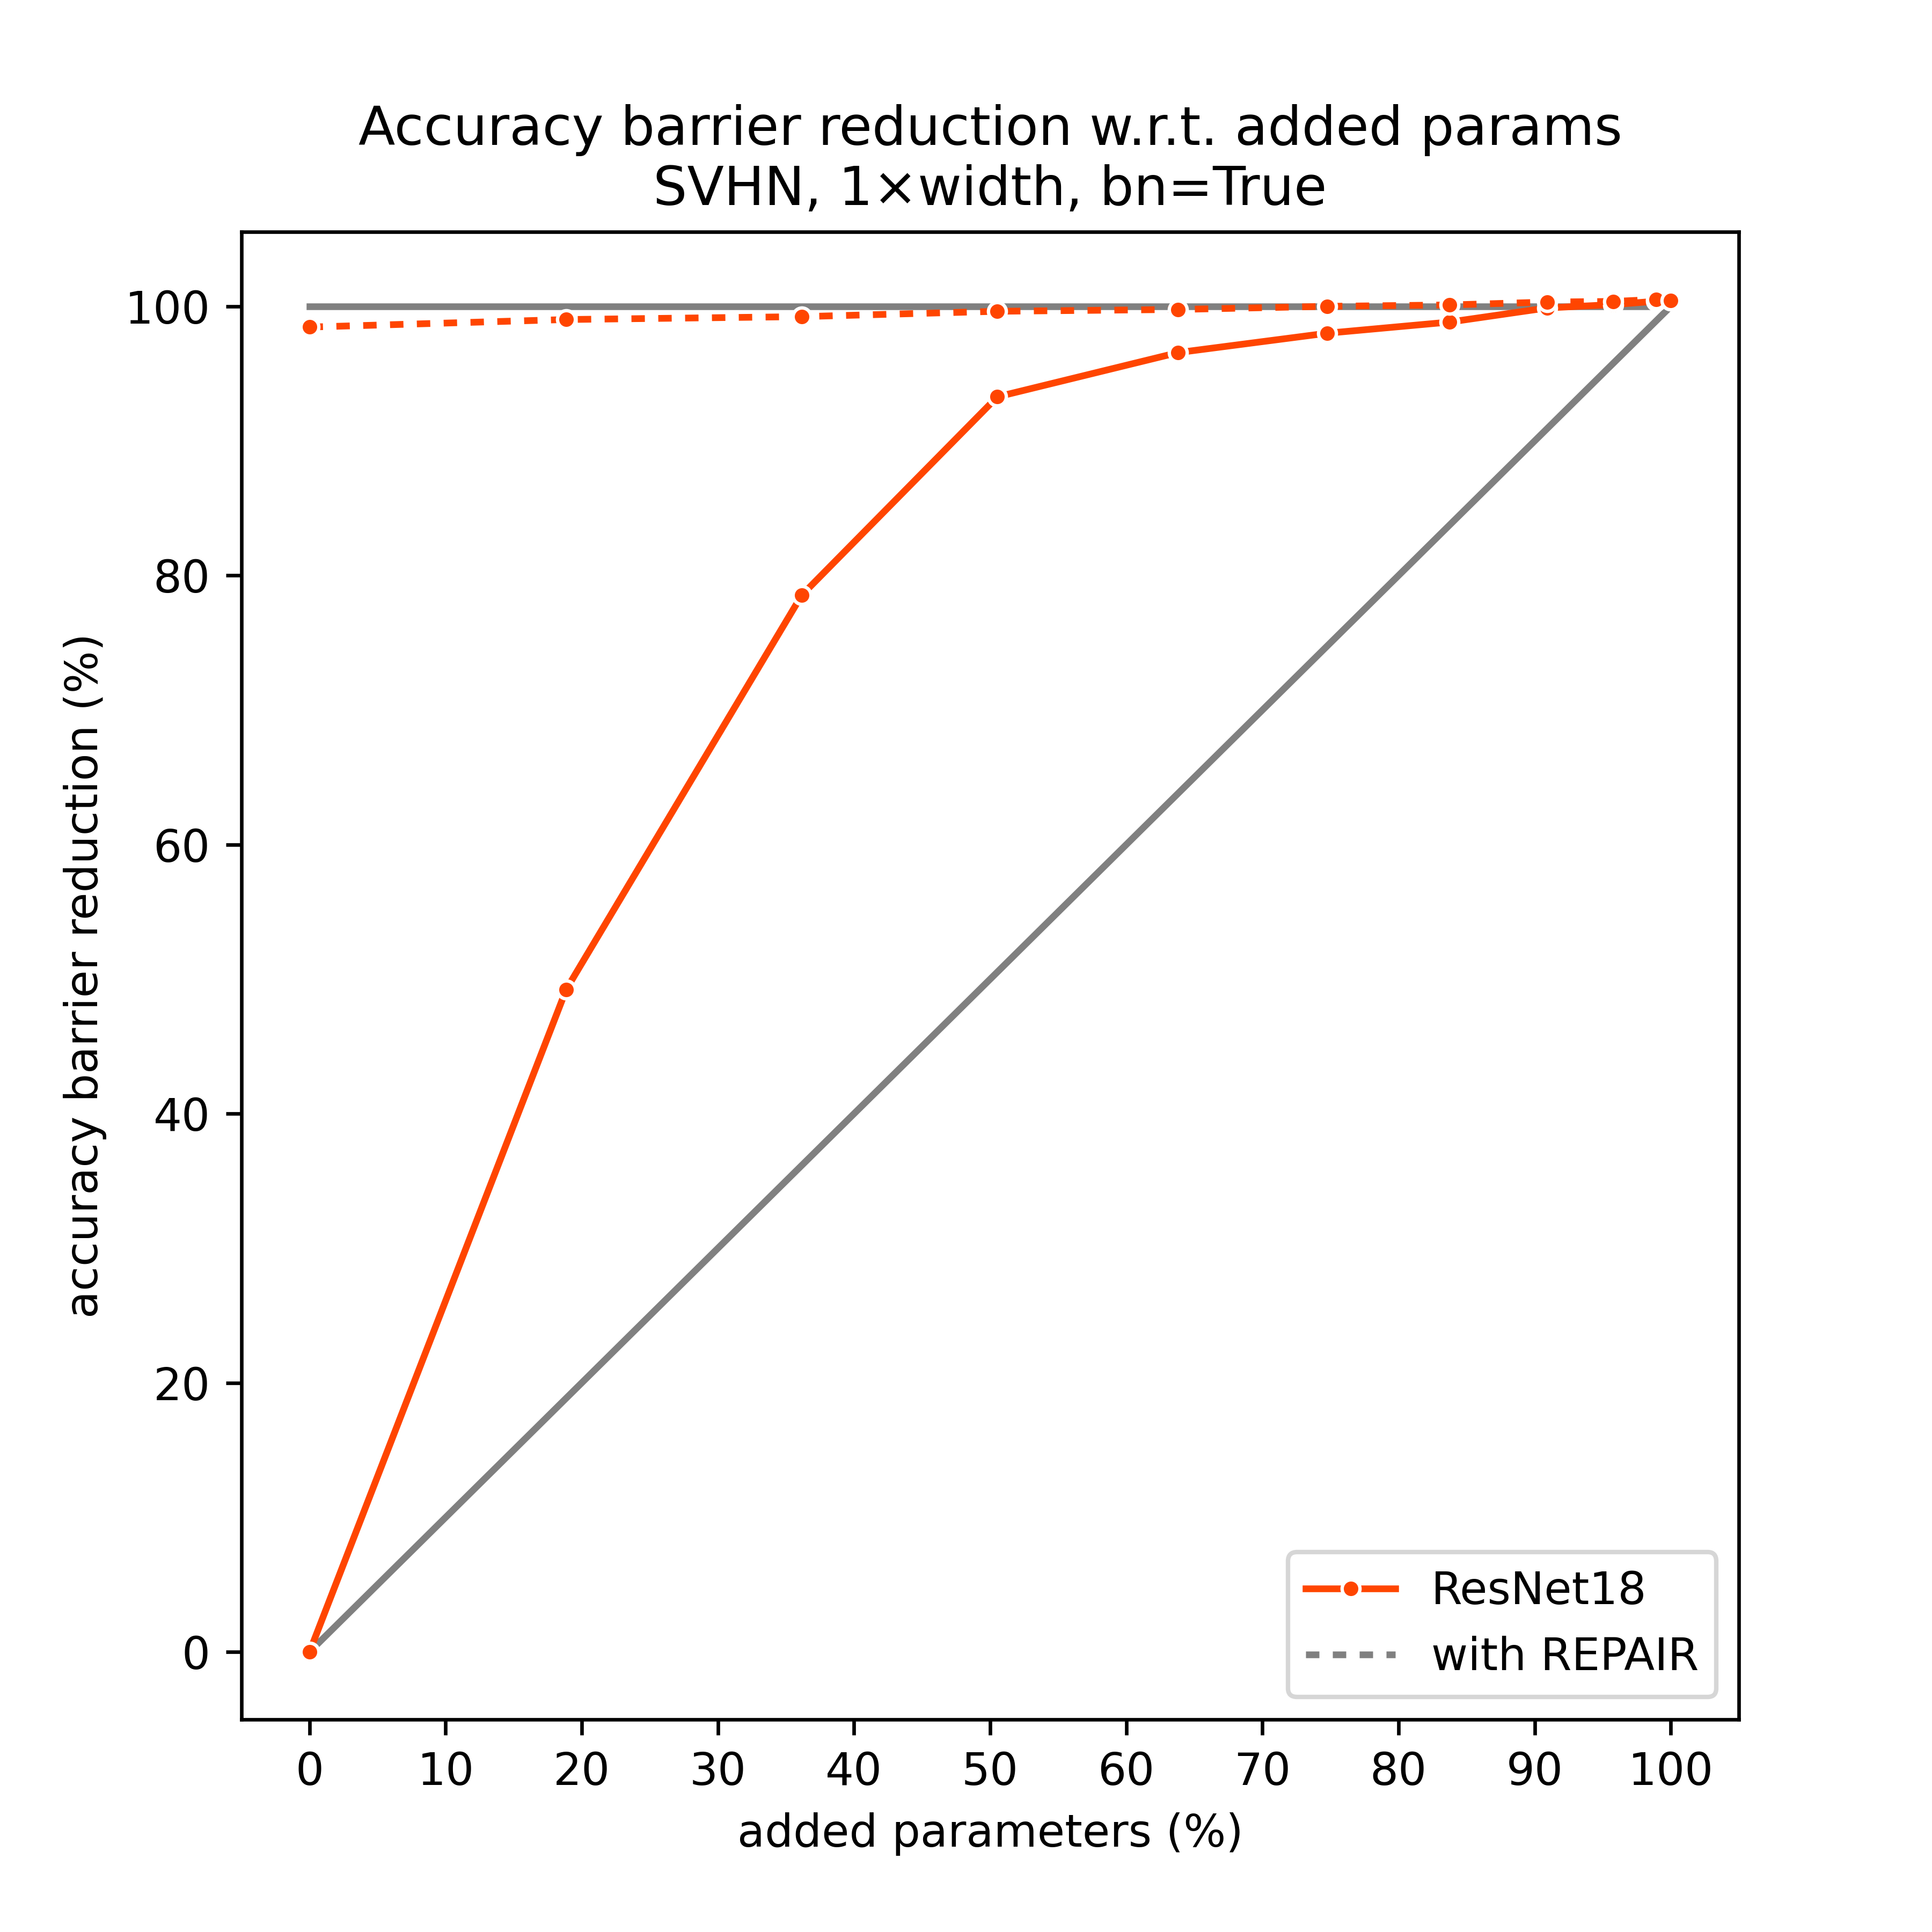 Accuracy barrier reduction w.r.t. added params
SVHN, 1×width, bn=True
accuracy barrier reduction (%)
100
80
60
40
20
0
0 10 20 30 40 50 60 70 80 90 100
added parameters (%)
ResNet18
with REPAIR